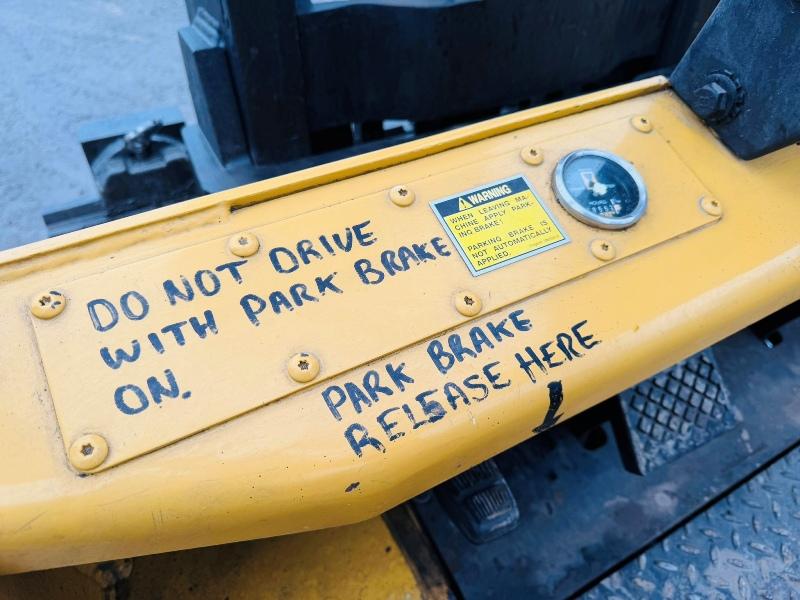 DO NOT DRIVE
WITH PARK BRAKE
ON.
WARNING
WHEN LEAVING MA-
CHINE APPLY PARK-
ING BRAKE!
PARKING BRAKE IS
NOT AUTOMATICALLY
APPLIED.
HOURS
PARK BRAKE
RELEASE HERE